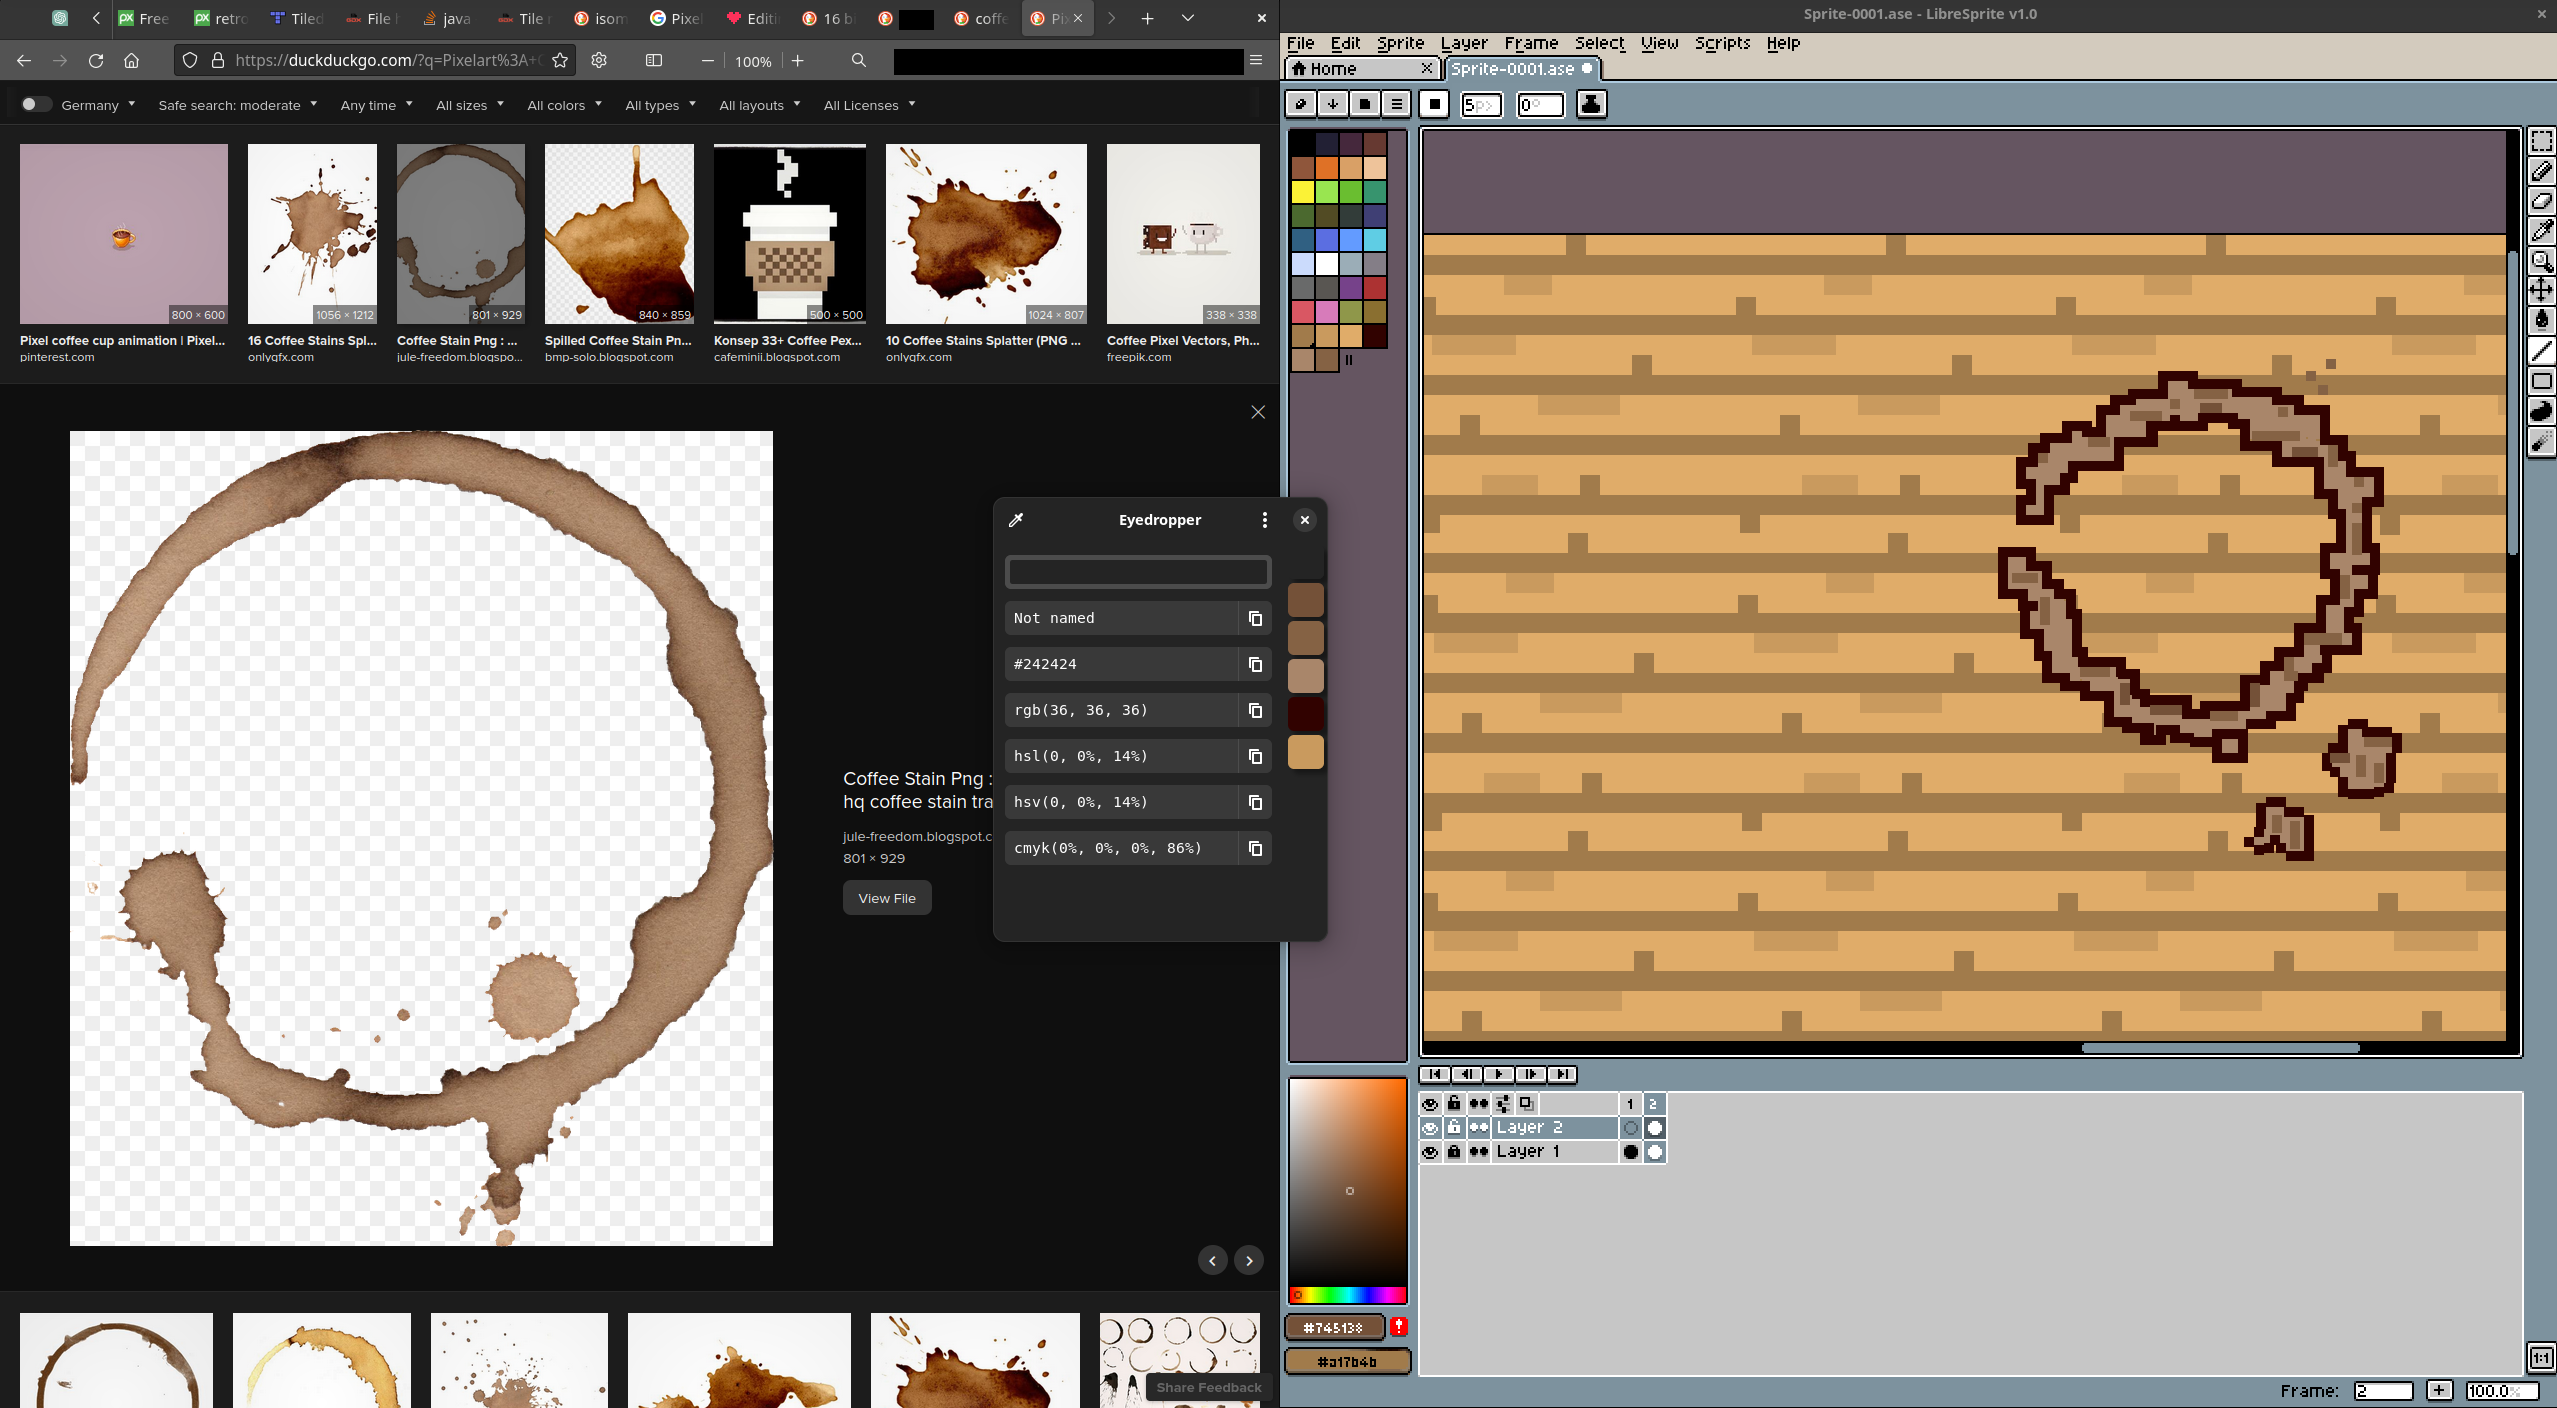 Free
retro
Tiled
File
java
Tile
isom
Pixel
Editi
16 bi
coffe
Pix
https://duckduckgo.com/?q=Pixelart%3A+C
100%
Germany
Safe search: moderate
Any time
All sizes
All colors
All types
All layouts
All Licenses
800 × 600
1056 × 1212
801 × 929
840 × 859
500 × 500
1024 × 807
338 × 338
Pixel coffee cup animation | Pixel...
16 Coffee Stains Spl...
Coffee Stain Png : ...
Spilled Coffee Stain Pn...
Konsep 33+ Coffee Pex...
10 Coffee Stains Splatter (PNG ...
Coffee Pixel Vectors, Ph...
pinterest.com
onlygfx.com
jule-freedom.blogspo...
bmp-solo.blogspot.com
cafeminii.blogspot.com
onlygfx.com
freepik.com
Coffee Stain Png :
hq coffee stain tra
jule-freedom.blogspot.c
801 × 929
View File
Share Feedback
Eyedropper
Not named
#242424
rgb(36, 36, 36)
hsl(0, 0%, 14%)
hsv(0, 0%, 14%)
cmyk(0%, 0%, 0%, 86%)
Sprite-0001.ase - LibreSprite v1.0
File Edit Sprite Layer Frame Select View Scripts Help
Home
Sprite-0001.ase
5px
0°
1 2
Layer 2
Layer 1
#745138
#a17b4b
1:1
Frame: 2 + 100.0